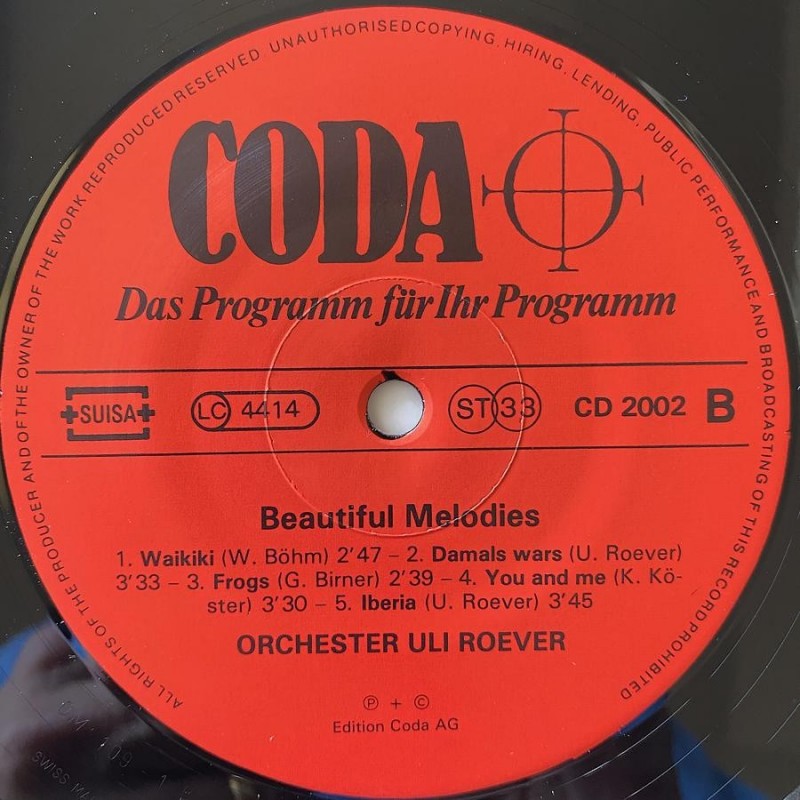 ALL RIGHTS OF THE PRODUCER AND OF THE OWNER OF THE WORK REPRODUCED RESERVED UNAUTHORISED COPYING, HIRING, LENDING, PUBLIC PERFORMANCE AND BROADCASTING OF THIS RECORD PROHIBITED
CODA
Das Programm für Ihr Programm
SUISA LC 4414 ST 33 CD 2002 B
Beautiful Melodies
1. Waikiki (W. Böhm) 2'47 – 2. Damals wars (U. Roever)
3'33 – 3. Frogs (G. Birner) 2'39 – 4. You and me (K. Kö-
ster) 3'30 – 5. Iberia (U. Roever) 3'45
ORCHESTER ULI ROEVER
Ⓟ + ©
Edition Coda AG
SWISS